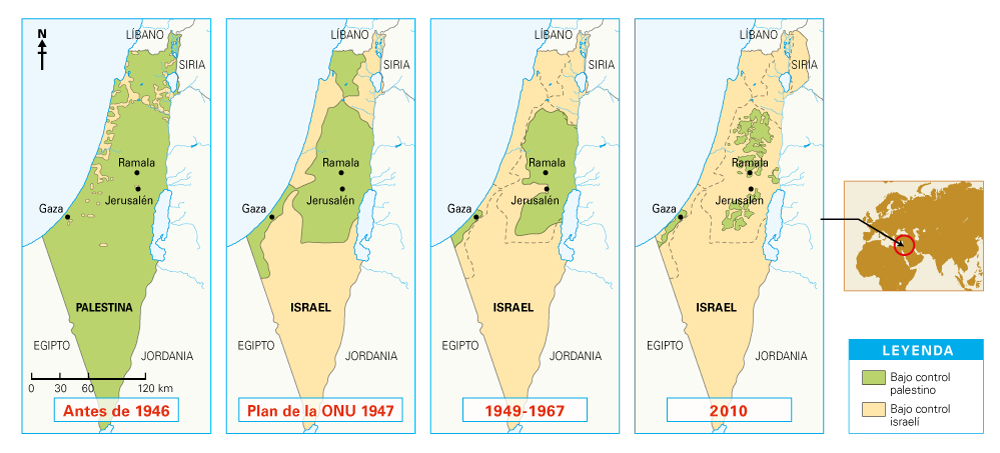 N
LÍBANO
SIRIA
Ramala
Jerusalén
Gaza
PALESTINA
EGIPTO
JORDANIA
0 30 60 120 km
Antes de 1946
LÍBANO
SIRIA
Ramala
Jerusalén
Gaza
ISRAEL
EGIPTO
JORDANIA
Plan de la ONU 1947
LÍBANO
SIRIA
Ramala
Jerusalén
Gaza
ISRAEL
EGIPTO
JORDANIA
1949-1967
LÍBANO
SIRIA
Ramala
Jerusalén
Gaza
ISRAEL
EGIPTO
JORDANIA
2010
LEYENDA
Bajo control
palestino
Bajo control
israelí